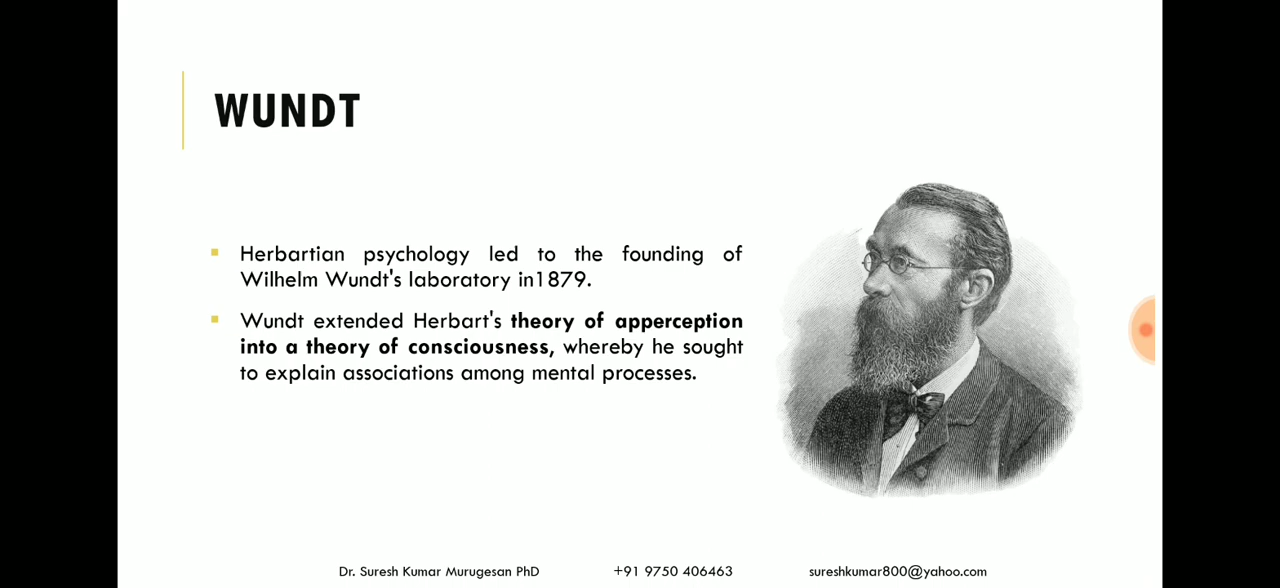 WUNDT
Herbartian psychology led to the founding of
Wilhelm Wundt's laboratory in1879.
Wundt extended Herbart's theory of apperception
into a theory of consciousness, whereby he sought
to explain associations among mental processes.
Dr. Suresh Kumar Murugesan PhD +91 9750 406463 sureshkumar800@yahoo.com